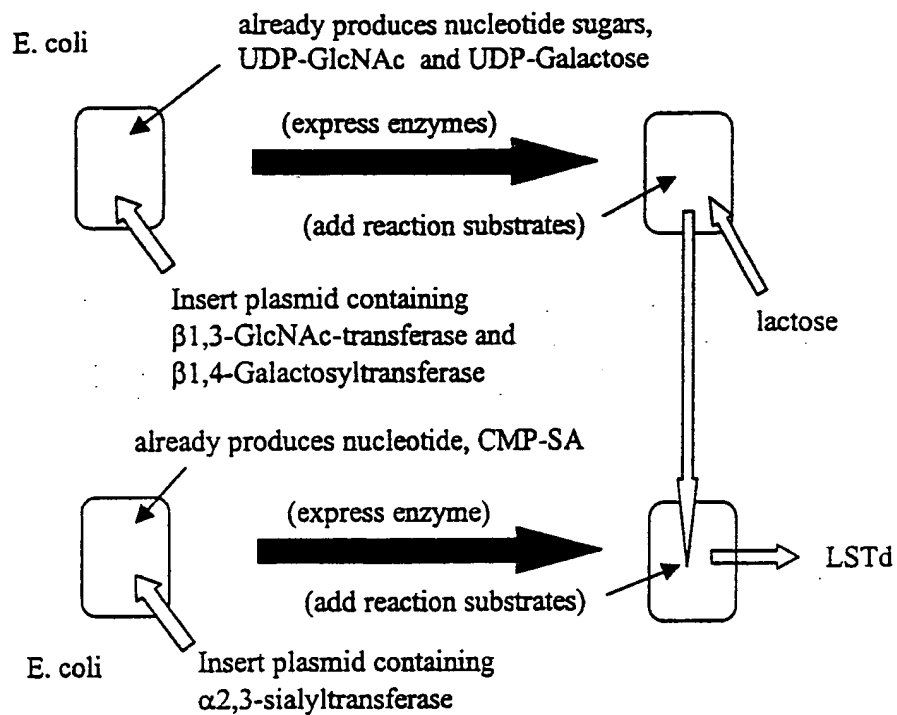 E. coli
already produces nucleotide sugars,
UDP-GlcNAc and UDP-Galactose
(express enzymes)
(add reaction substrates)
Insert plasmid containing
β1,3-GlcNAc-transferase and
β1,4-Galactosyltransferase
lactose
already produces nucleotide, CMP-SA
(express enzyme)
(add reaction substrates)
LSTd
E. coli
Insert plasmid containing
α2,3-sialyltransferase